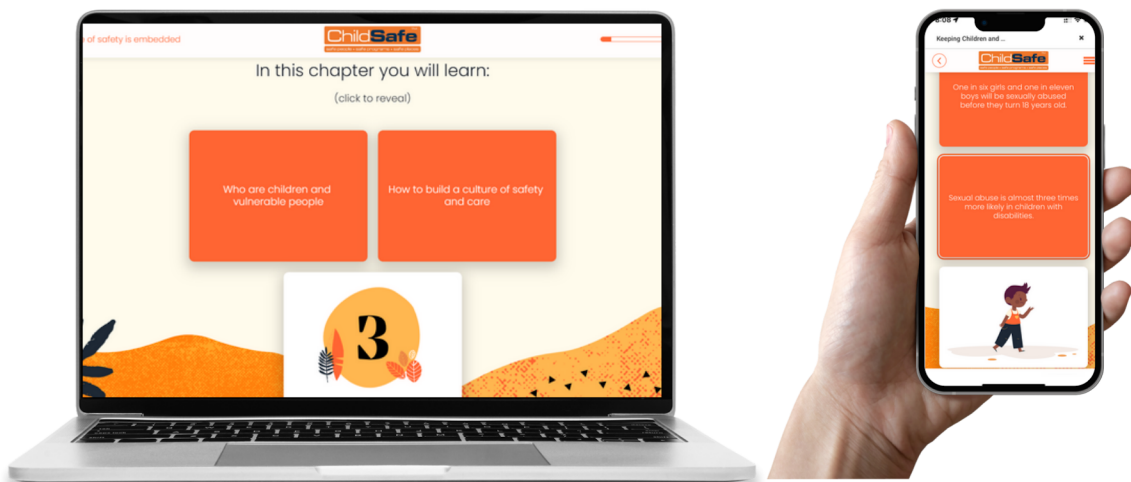 e of safety is embedded
ChildSafe
In this chapter you will learn:
(click to reveal)
Who are children and
vulnerable people
How to build a culture of safety
and care
3
8:08
Keeping Children and ...
ChildSafe
One in six girls and one in eleven
boys will be sexually abused
before they turn 18 years old.
Sexual abuse is almost three times
more likely in children with
disabilities.